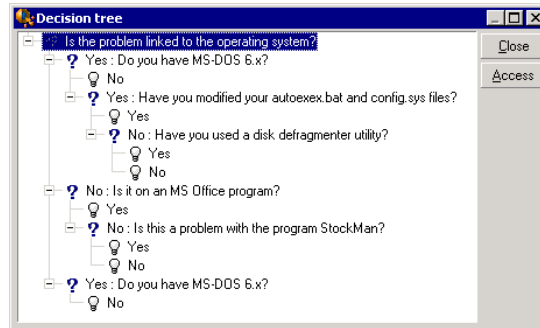 Decision tree
Is the problem linked to the operating system?
Close
Yes : Do you have MS-DOS 6.x?
No
Access
Yes : Have you modified your autoexex.bat and config.sys files?
Yes
No : Have you used a disk defragmenter utility?
Yes
No
No : Is it on an MS Office program?
Yes
No : Is this a problem with the program StockMan?
Yes
No
Yes : Do you have MS-DOS 6.x?
No